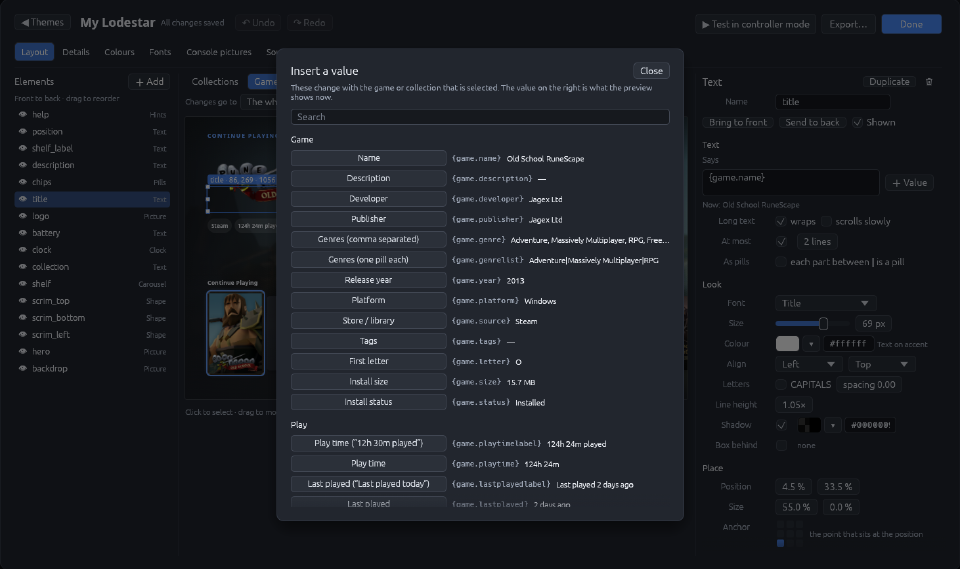 ◀ Themes My Lodestar All changes saved ↶ Undo ↷ Redo ▶ Test in controller mode Export... Done
Layout Details Colours Fonts Console pictures
Elements + Add
Front to back · drag to reorder
help Hints
position Text
shelf_label Text
description Text
chips Pills
title Text
logo Picture
battery Text
clock Clock
collection Text
shelf Carousel
scrim_top Shape
scrim_bottom Shape
scrim_left Shape
hero Picture
backdrop Picture
Collections
Changes go to
CONTINUE PLAYING
Steam
Continue Playing
Insert a value Close
These change with the game or collection that is selected. The value on the right is what the preview
shows now.
Search
Game
Name {game.name} Old School RuneScape
Description {game.description} —
Developer {game.developer} Jagex Ltd
Publisher {game.publisher} Jagex Ltd
Genres (comma separated) {game.genre} Adventure, Massively Multiplayer, RPG, Free...
Genres (one pill each) {game.genrelist} Adventure|Massively Multiplayer|RPG
Release year {game.year} 2013
Platform {game.platform} Windows
Store / library {game.source} Steam
Tags {game.tags} —
First letter {game.letter} O
Install size {game.size} 15.7 MB
Install status {game.status} Installed
Play
Play time ("12h 30m played") {game.playtimelabel} 124h 24m played
Play time {game.playtime} 124h 24m
Last played ("Last played today") {game.lastplayedlabel} Last played 2 days ago
Last played {game.lastplayed} 2 days ago
Text Duplicate
Name title
Bring to front Send to back Shown
Text
Says
{game.name} + Value
Now: Old School RuneScape
Long text wraps scrolls slowly
At most 2 lines
As pills each part between | is a pill
Look
Font Title
Size 69 px
Colour #ffffff Text on accent
Align Left Top
Letters CAPITALS spacing 0.00
Line height 1.05x
Shadow
Box behind none
Place
Position 4.5 % 33.5 %
Size 55.0 % 0.0 %
Anchor the point that sits at the position